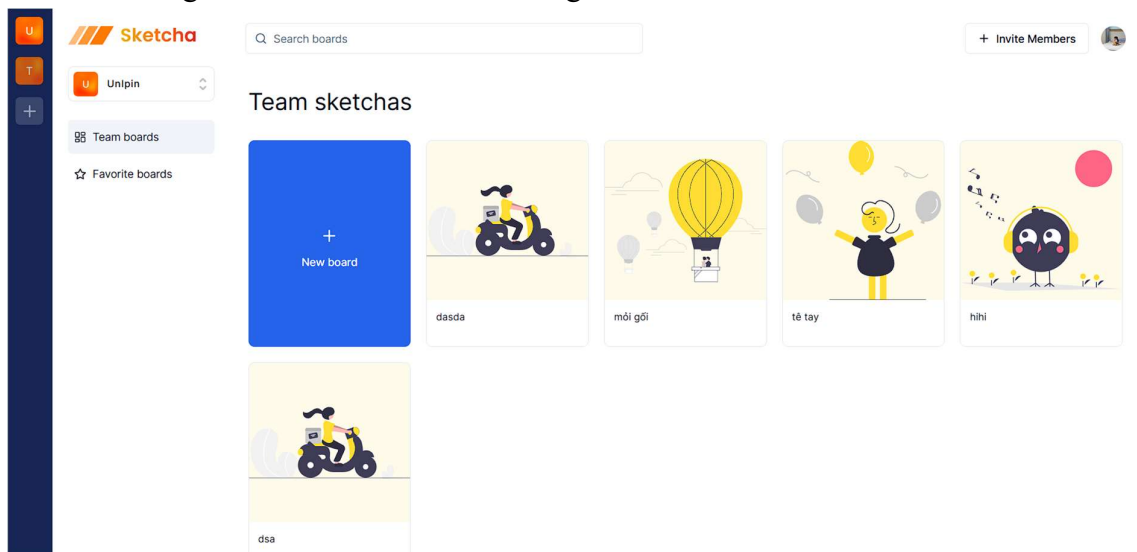 U
Sketcha
Search boards
+ Invite Members
T
U
UnIpin
+
Team sketchas
Team boards
Favorite boards
+
New board
dasda
mỏi gối
tê tay
hihi
dsa